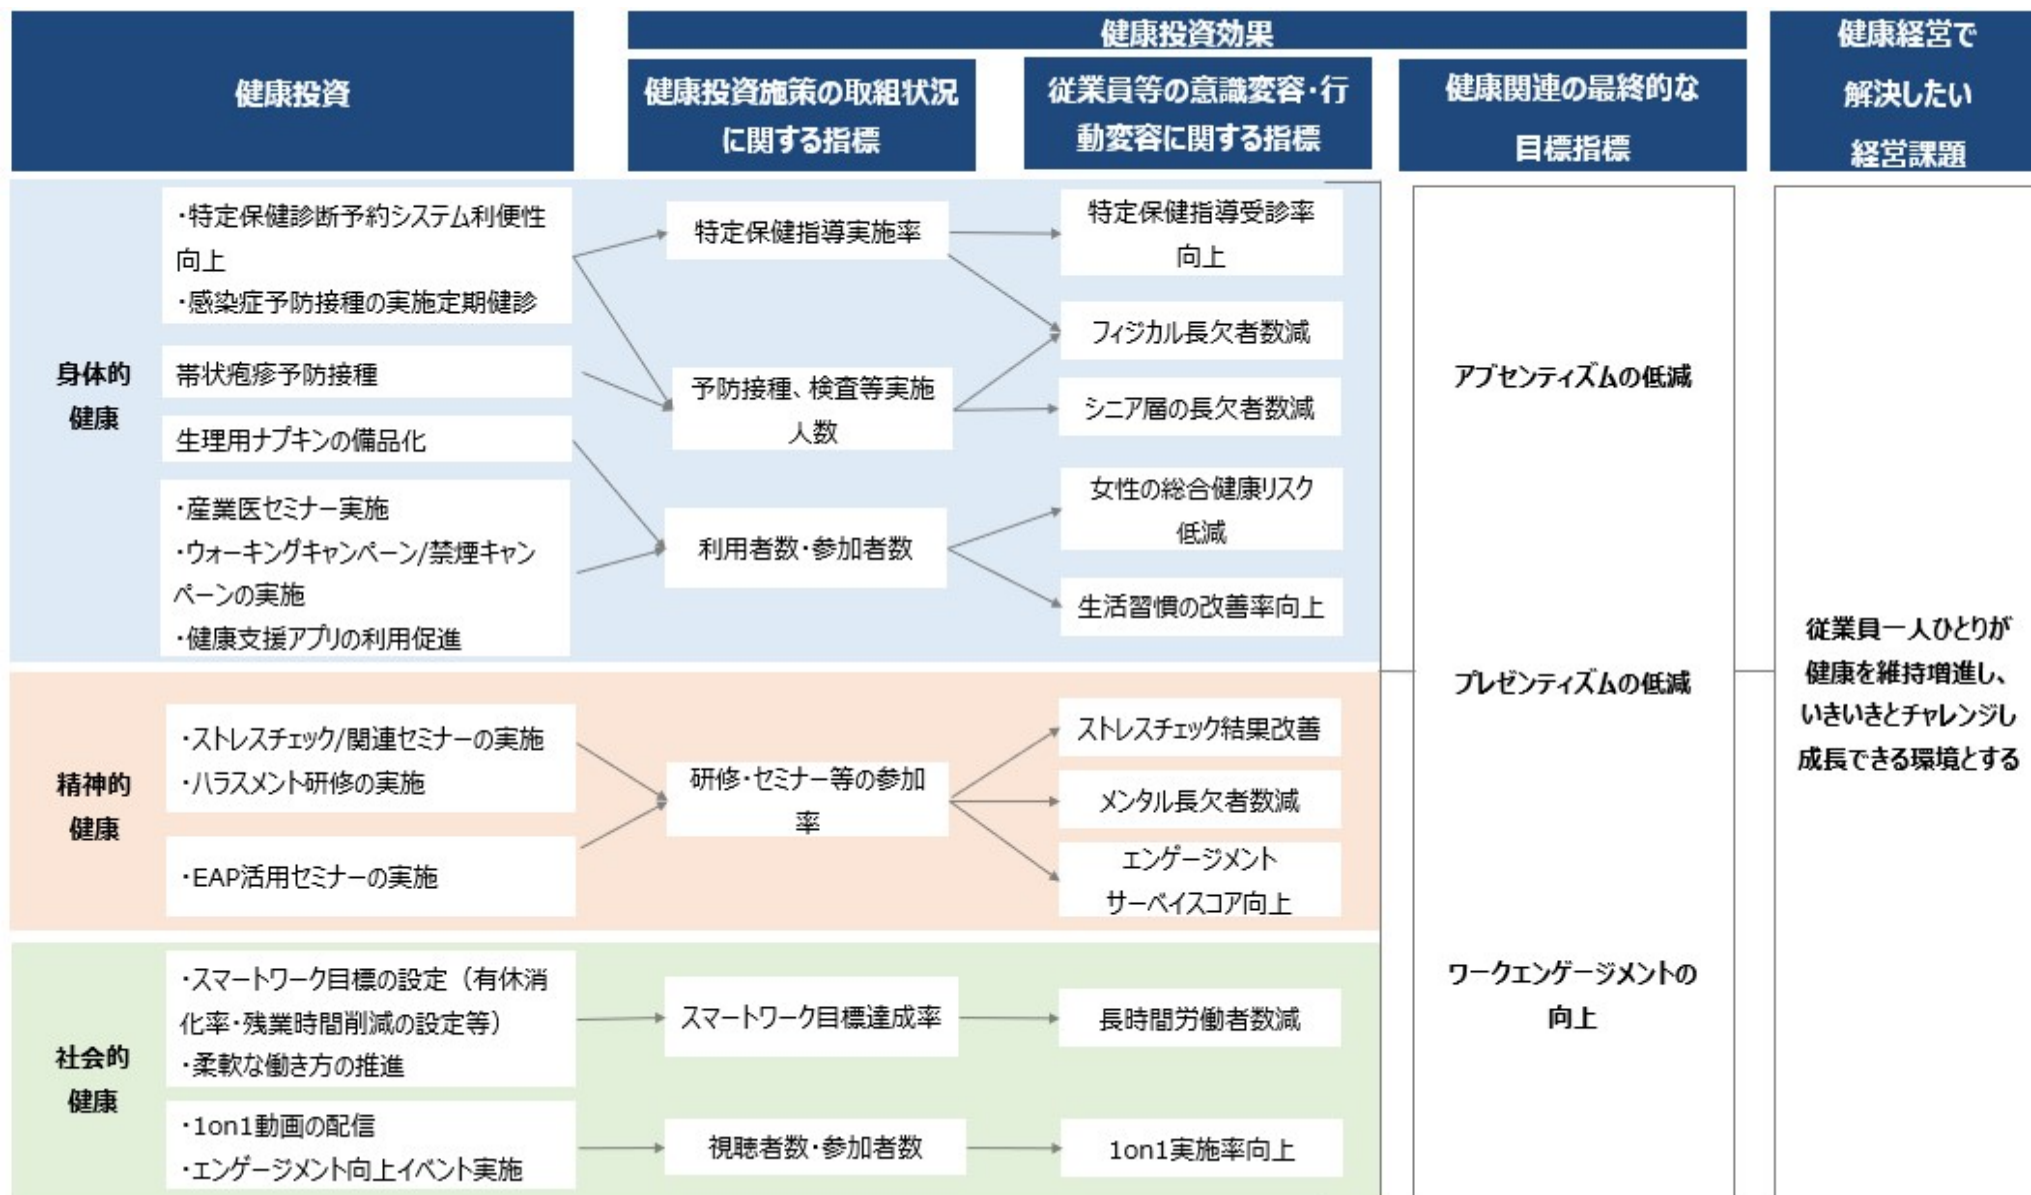 健康投資
健康投資効果
健康投資施策の取組状況
に関する指標
従業員等の意識変容・行
動変容に関する指標
健康関連の最終的な
目標指標
健康経営で
解決したい
経営課題
身体的
健康
・特定保健診断予約システム利便性
向上
・感染症予防接種の実施定期健診
帯状疱疹予防接種
生理用ナプキンの備品化
・産業医セミナー実施
・ウォーキングキャンペーン/禁煙キャン
ペーンの実施
・健康支援アプリの利用促進
特定保健指導実施率
予防接種、検査等実施
人数
利用者数・参加者数
特定保健指導受診率
向上
フィジカル長欠者数減
シニア層の長欠者数減
女性の総合健康リスク
低減
生活習慣の改善率向上
精神的
健康
・ストレスチェック/関連セミナーの実施
・ハラスメント研修の実施
・EAP活用セミナーの実施
研修・セミナー等の参加
率
ストレスチェック結果改善
メンタル長欠者数減
エンゲージメント
サーベイスコア向上
社会的
健康
・スマートワーク目標の設定（有休消
化率・残業時間削減の設定等）
・柔軟な働き方の推進
・1on1動画の配信
・エンゲージメント向上イベント実施
スマートワーク目標達成率
視聴者数・参加者数
長時間労働者数減
1on1実施率向上
アブセンティズムの低減
プレゼンティズムの低減
ワークエンゲージメントの
向上
従業員一人ひとりが
健康を維持増進し、
いきいきとチャレンジし
成長できる環境とする